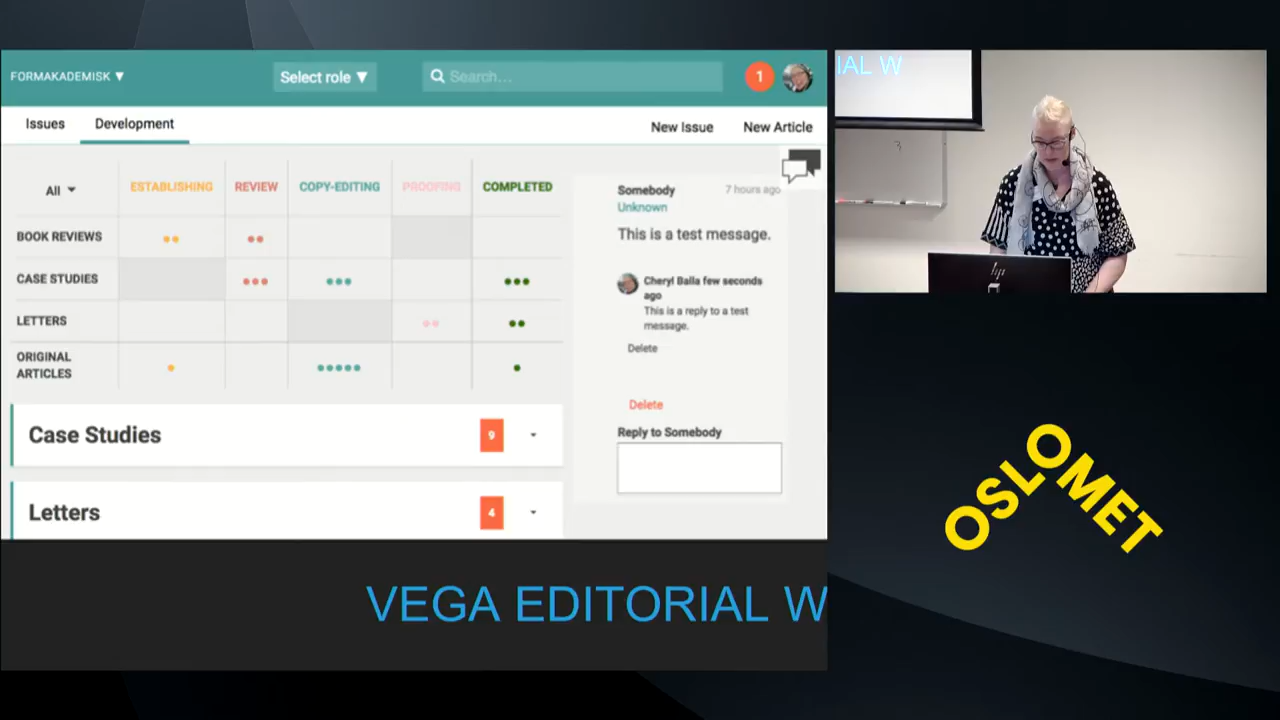 FORMAKADEMISK ▼
Select role ▼
Search...
1
Issues
Development
New Issue
New Article
All
ESTABLISHING
REVIEW
COPY-EDITING
PROOFING
COMPLETED
BOOK REVIEWS
CASE STUDIES
LETTERS
ORIGINAL
ARTICLES
Somebody
7 hours ago
Unknown
This is a test message.
Cheryl Balla few seconds
ago
This is a reply to a test
message.
Delete
Delete
Reply to Somebody
Case Studies
9
Letters
4
VEGA EDITORIAL W
IAL W
hp
OSLOMET